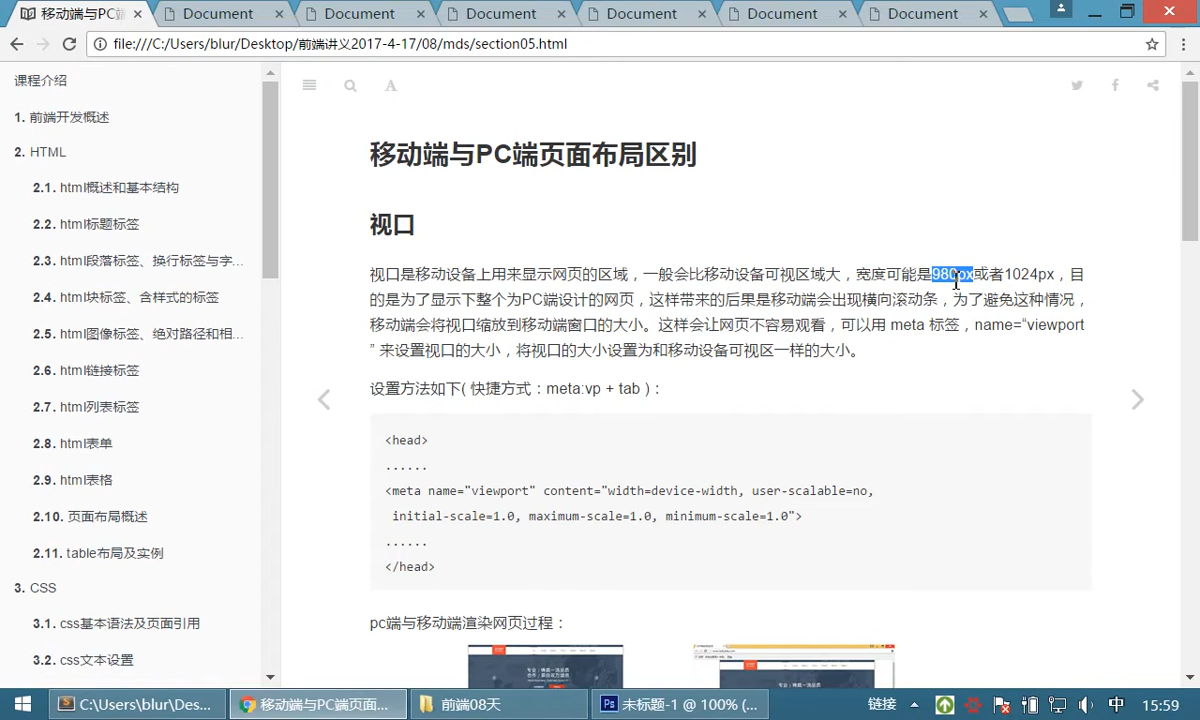 移动端与PC端
Document
Document
Document
Document
Document
Document
file:///C:/Users/blur/Desktop/前端讲义2017-4-17/08/mds/section05.html
课程介绍
1. 前端开发概述
2. HTML
2.1. html概述和基本结构
2.2. html标题标签
2.3. html段落标签、换行标签与字...
2.4. html块标签、含样式的标签
2.5. html图像标签、绝对路径和相...
2.6. html链接标签
2.7. html列表标签
2.8. html表单
2.9. html表格
2.10. 页面布局概述
2.11. table布局及实例
3. CSS
3.1. css基本语法及页面引用
3.2. css文本设置
A
移动端与PC端页面布局区别
视口
视口是移动设备上用来显示网页的区域，一般会比移动设备可视区域大，宽度可能是980px或者1024px，目
的是为了显示下整个为PC端设计的网页，这样带来的后果是移动端会出现横向滚动条，为了避免这种情况，
移动端会将视口缩放到移动端窗口的大小。这样会让网页不容易观看，可以用 meta 标签，name=“viewport
” 来设置视口的大小，将视口的大小设置为和移动设备可视区一样的大小。
设置方法如下( 快捷方式：meta:vp + tab )：
<head>
......
<meta name="viewport" content="width=device-width, user-scalable=no,
initial-scale=1.0, maximum-scale=1.0, minimum-scale=1.0">
......
</head>
pc端与移动端渲染网页过程：
C:\Users\blur\Deso...
移动端与PC端页面...
前端08天
Ps 未标题-1 @ 100% (...
链接
中
15:59